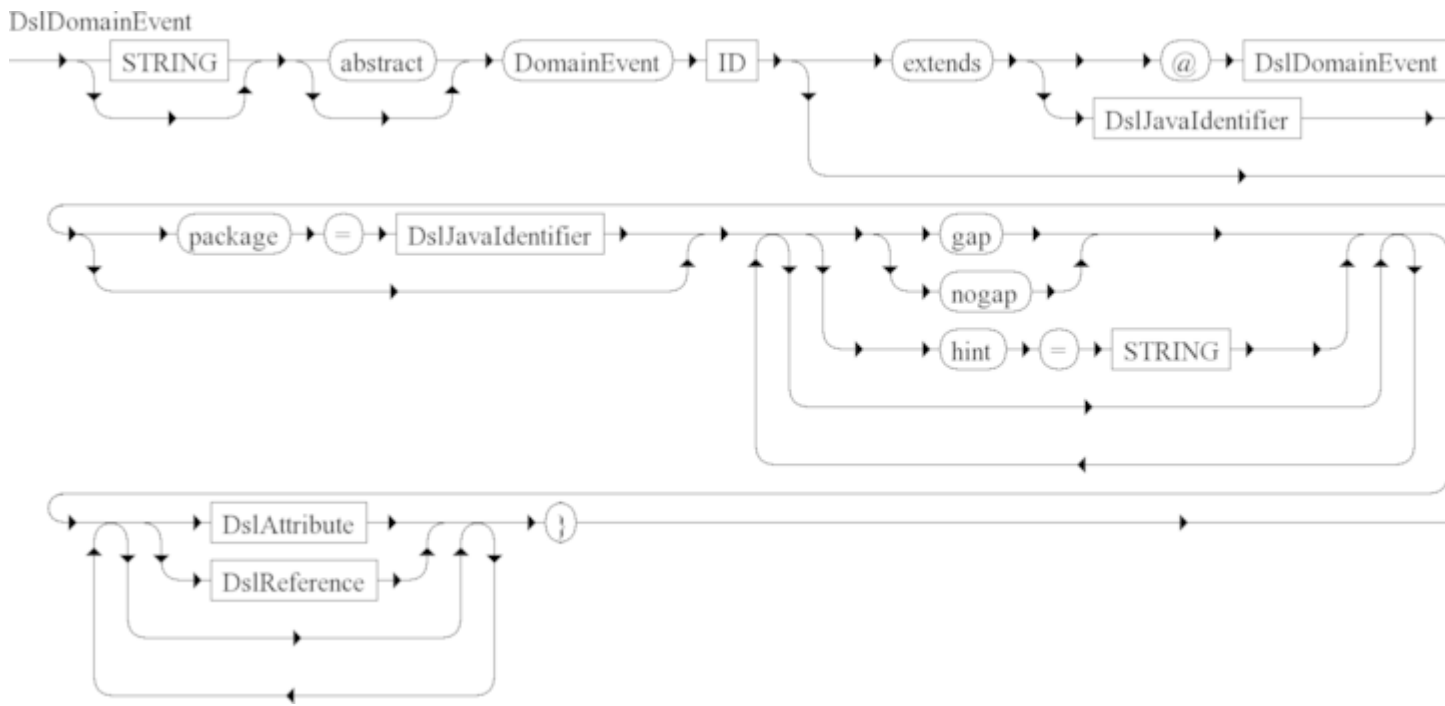 DslDomainEvent
STRING abstract DomainEvent ID extends @ DslDomainEvent
DslJavaIdentifier
package = DslJavaIdentifier gap
nogap
hint = STRING
DslAttribute }
DslReference